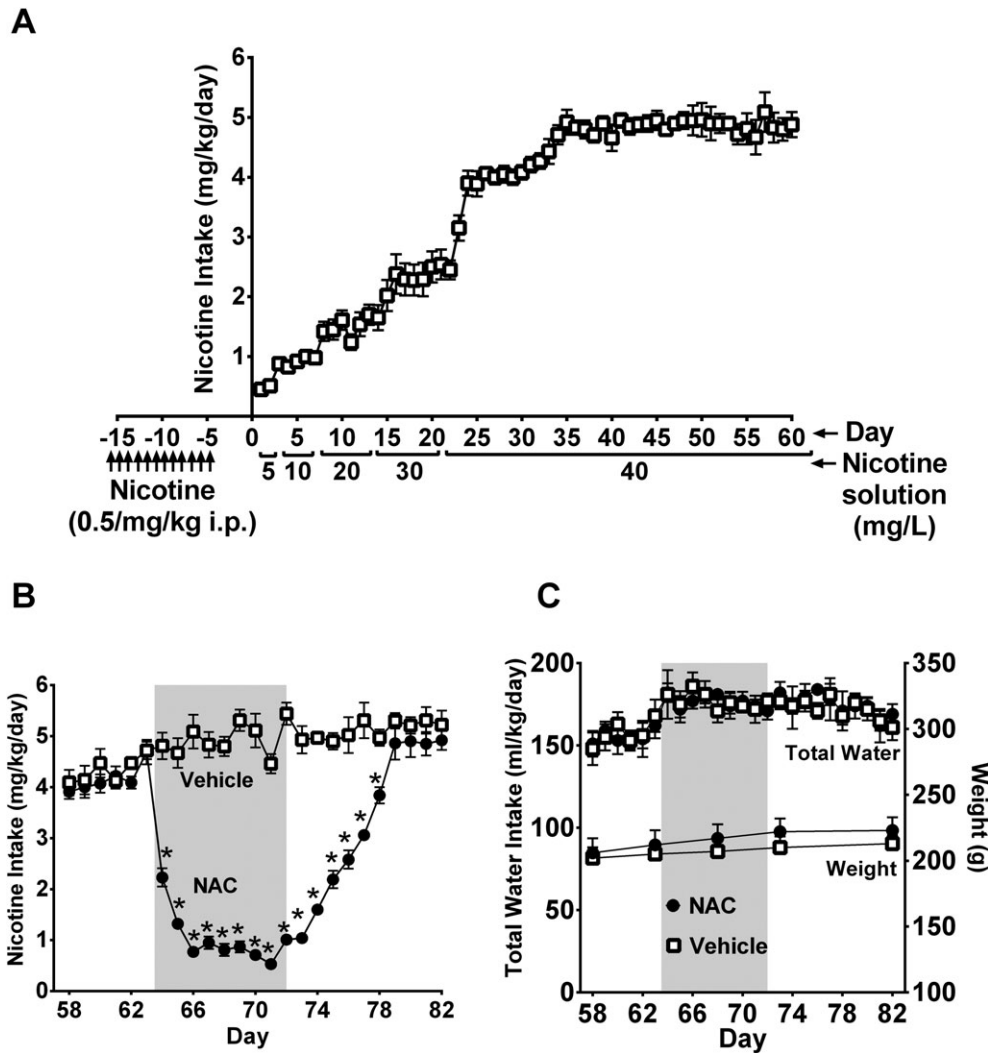 A
Nicotine Intake (mg/kg/day)
6
5
4
3
2
1
-15 -10 -5 0 5 10 15 20 25 30 35 40 45 50 55 60
Day
5 10 20 30 40
Nicotine solution (mg/L)
Nicotine
(0.5/mg/kg i.p.)
B
Nicotine Intake (mg/kg/day)
6
5
4
3
2
1
0
Vehicle
NAC
* * * * * * * * * * * * * * *
58 62 66 70 74 78 82
Day
C
Total Water Intake (ml/kg/day)
200
150
100
50
0
350
300
250
200
150
100
Weight (g)
Total Water
Weight
NAC
Vehicle
58 66 70 74 78 82
Day